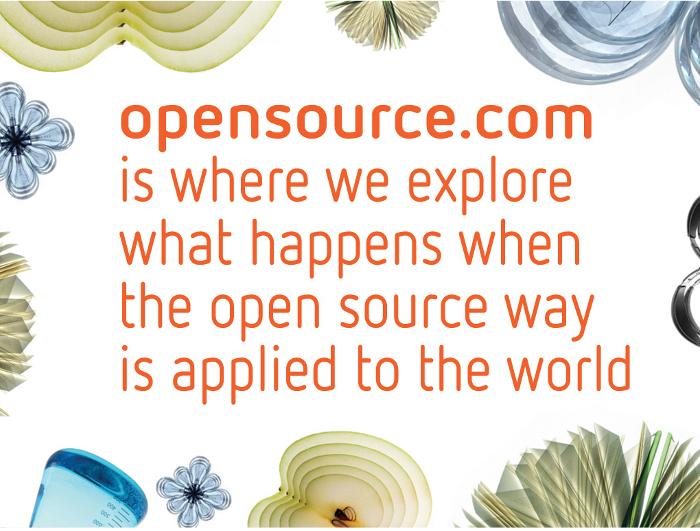 opensource.com
is where we explore
what happens when
the open source way
is applied to the world